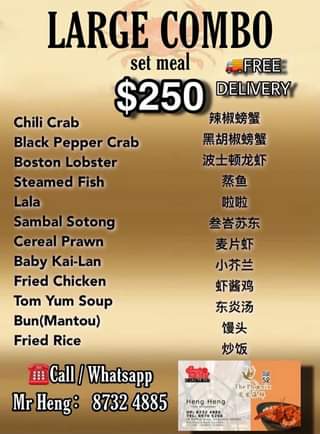 LARGE COMBO
set meal
FREE
DELIVERY
$250
Chili Crab
辣椒螃蟹
Black Pepper Crab
黑胡椒螃蟹
Boston Lobster
波士顿龙虾
Steamed Fish
蒸鱼
Lala
啦啦
Sambal Sotong
叁峇苏东
Cereal Prawn
麦片虾
Baby Kai-Lan
小芥兰
Fried Chicken
虾酱鸡
Tom Yum Soup
东炎汤
Bun(Mantou)
馒头
Fried Rice
炒饭
Call / Whatsapp
Mr Heng: 8732 4885
Heng Heng